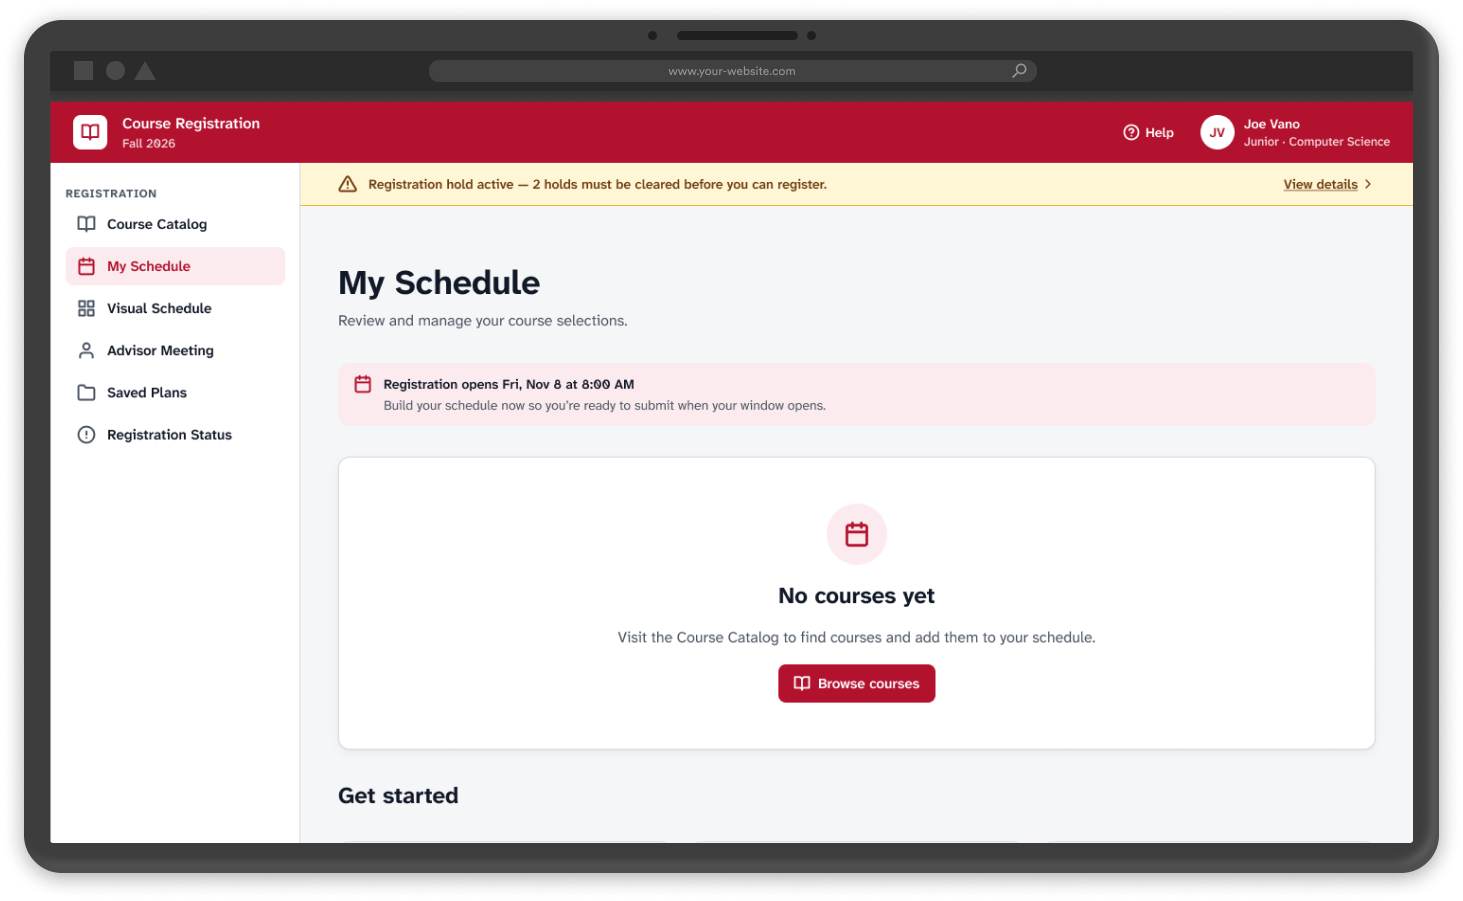 www.your-website.com
Course Registration
Fall 2026
Help
JV
Joe Vano
Junior · Computer Science
REGISTRATION
Course Catalog
My Schedule
Visual Schedule
Advisor Meeting
Saved Plans
Registration Status
Registration hold active — 2 holds must be cleared before you can register.
View details
My Schedule
Review and manage your course selections.
Registration opens Fri, Nov 8 at 8:00 AM
Build your schedule now so you're ready to submit when your window opens.
No courses yet
Visit the Course Catalog to find courses and add them to your schedule.
Browse courses
Get started